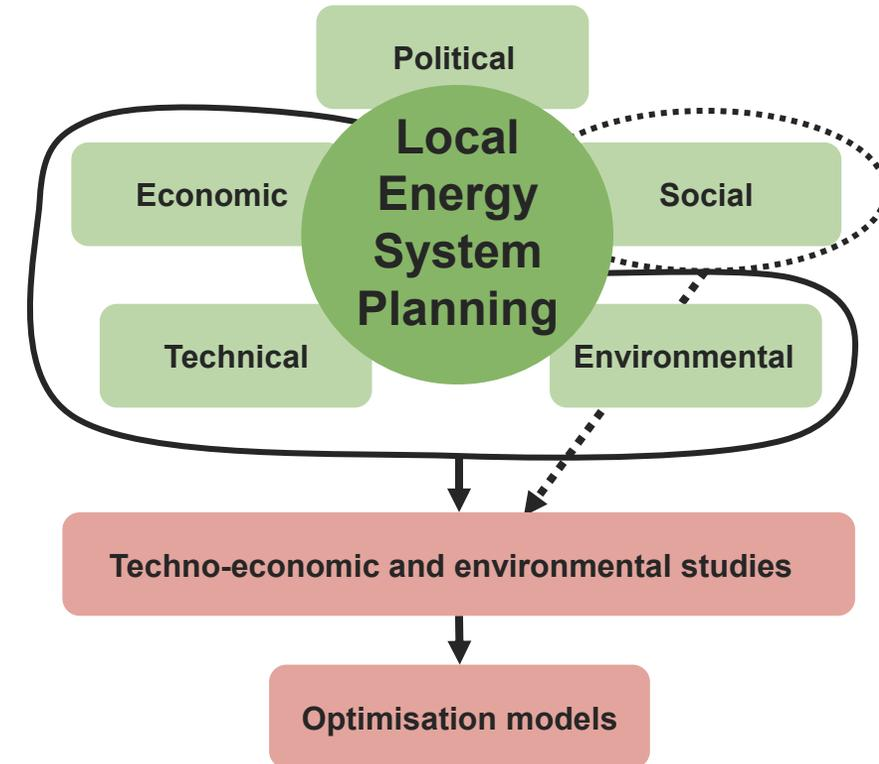 Political
Local
Energy
System
Planning
Economic
Social
Technical
Environmental
Techno-economic and environmental studies
Optimisation models